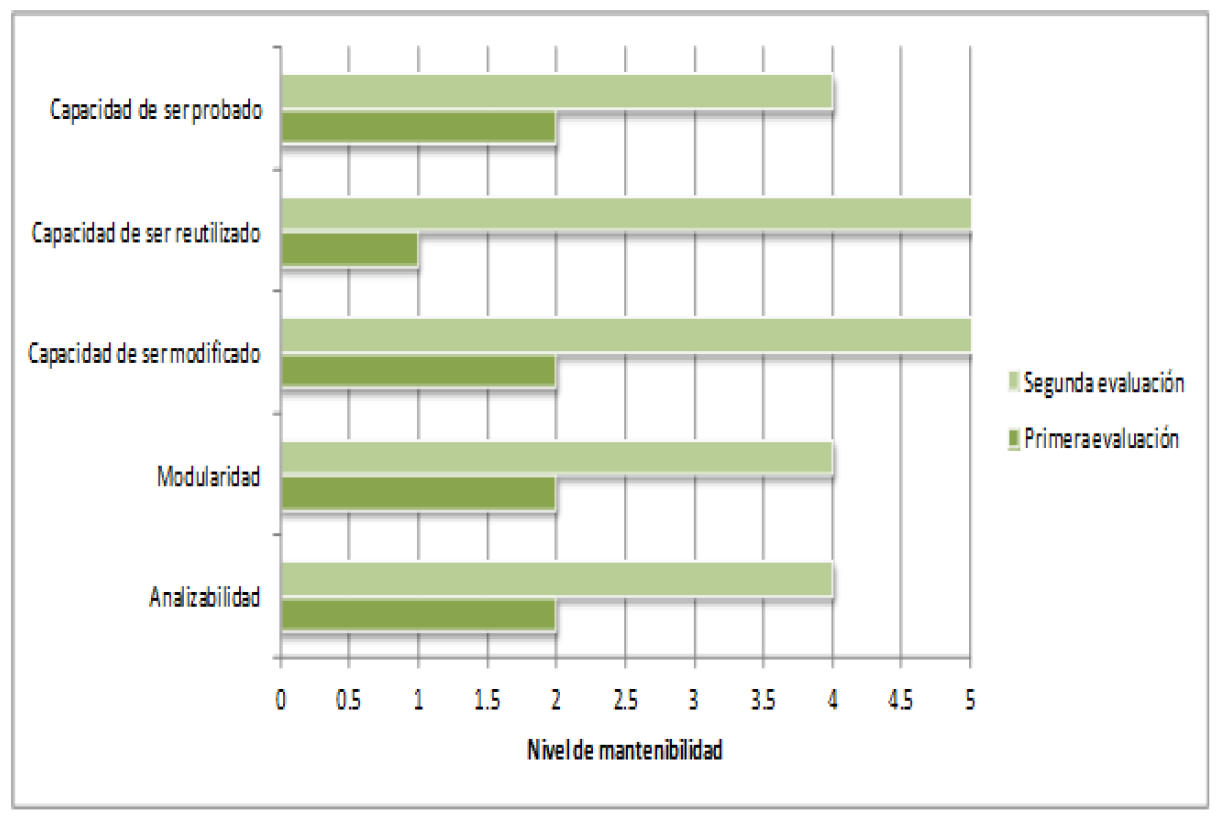 Capacidad de ser probado
Capacidad de ser reutilizado
Capacidad de ser modificado
Modularidad
Analizabilidad
0 0.5 1 1.5 2 2.5 3 3.5 4 4.5 5
Nivel de mantenibilidad
Segunda evaluación
Primera evaluación